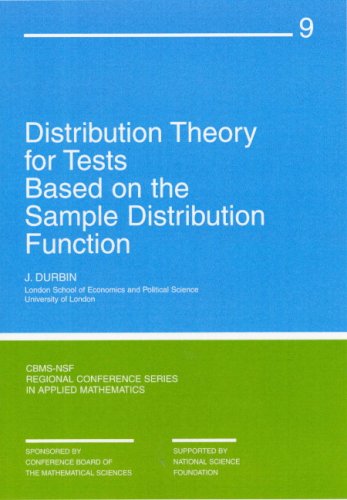 9
Distribution Theory
for Tests
Based on the
Sample Distribution
Function
J. DURBIN
London School of Economics and Political Science
University of London
CBMS-NSF
REGIONAL CONFERENCE SERIES
IN APPLIED MATHEMATICS
SPONSORED BY
CONFERENCE BOARD OF
THE MATHEMATICAL SCIENCES
SUPPORTED BY
NATIONAL SCIENCE
FOUNDATION